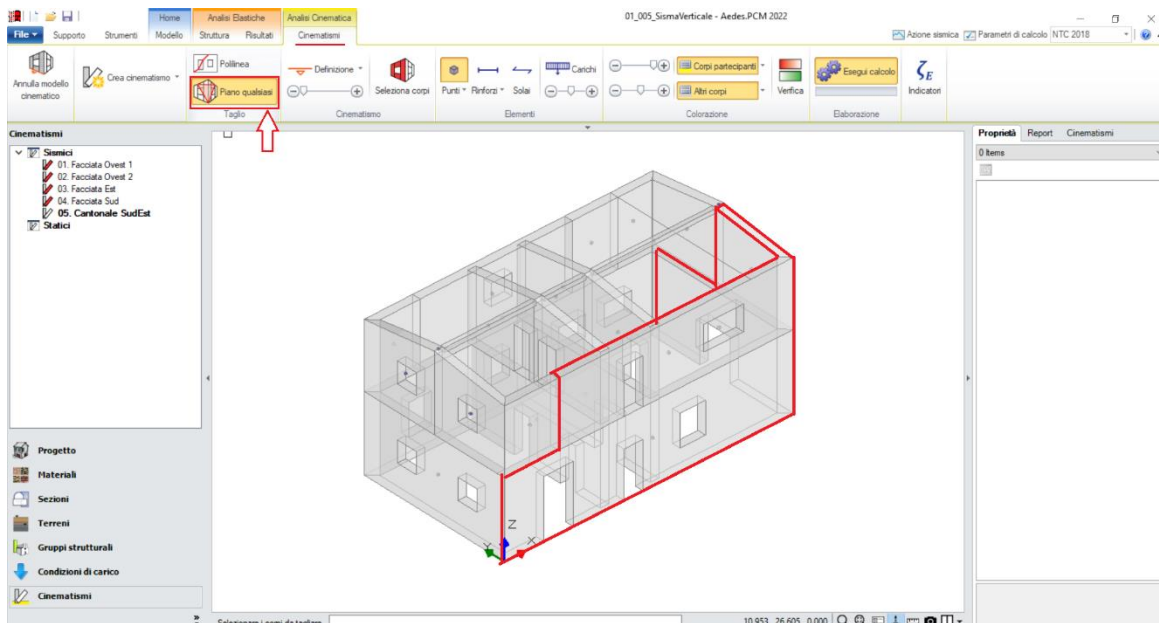 Home
Analisi Elastiche
Analisi Cinematica
01_005_SismaVerticale - Aedes.PCM 2022
File
Supporto
Strumenti
Modello
Struttura
Risultati
Cinematismi
Azione sismica
Parametri di calcolo
NTC 2018
Annulla modello
cinematico
Crea cinematismo
Polilinea
Piano qualsiasi
Taglio
Definizione
Seleziona corpi
Cinematismo
Punti
Rinforzi
Solai
Carichi
Elementi
Corpi partecipanti
Altri corpi
Verifica
Colorazione
Esegui calcolo
Elaborazione
Indicatori
Cinematismi
Sismici
01. Facciata Ovest 1
02. Facciata Ovest 2
03. Facciata Est
04. Facciata Sud
05. Cantonale SudEst
Statici
Progetto
Materiali
Sezioni
Terreni
Gruppi strutturali
Condizioni di carico
Cinematismi
Z
Y
X
Proprietà
Report
Cinematismi
0 Items
Selezionare i corpi da tagliare
10.953 26.605 0.000